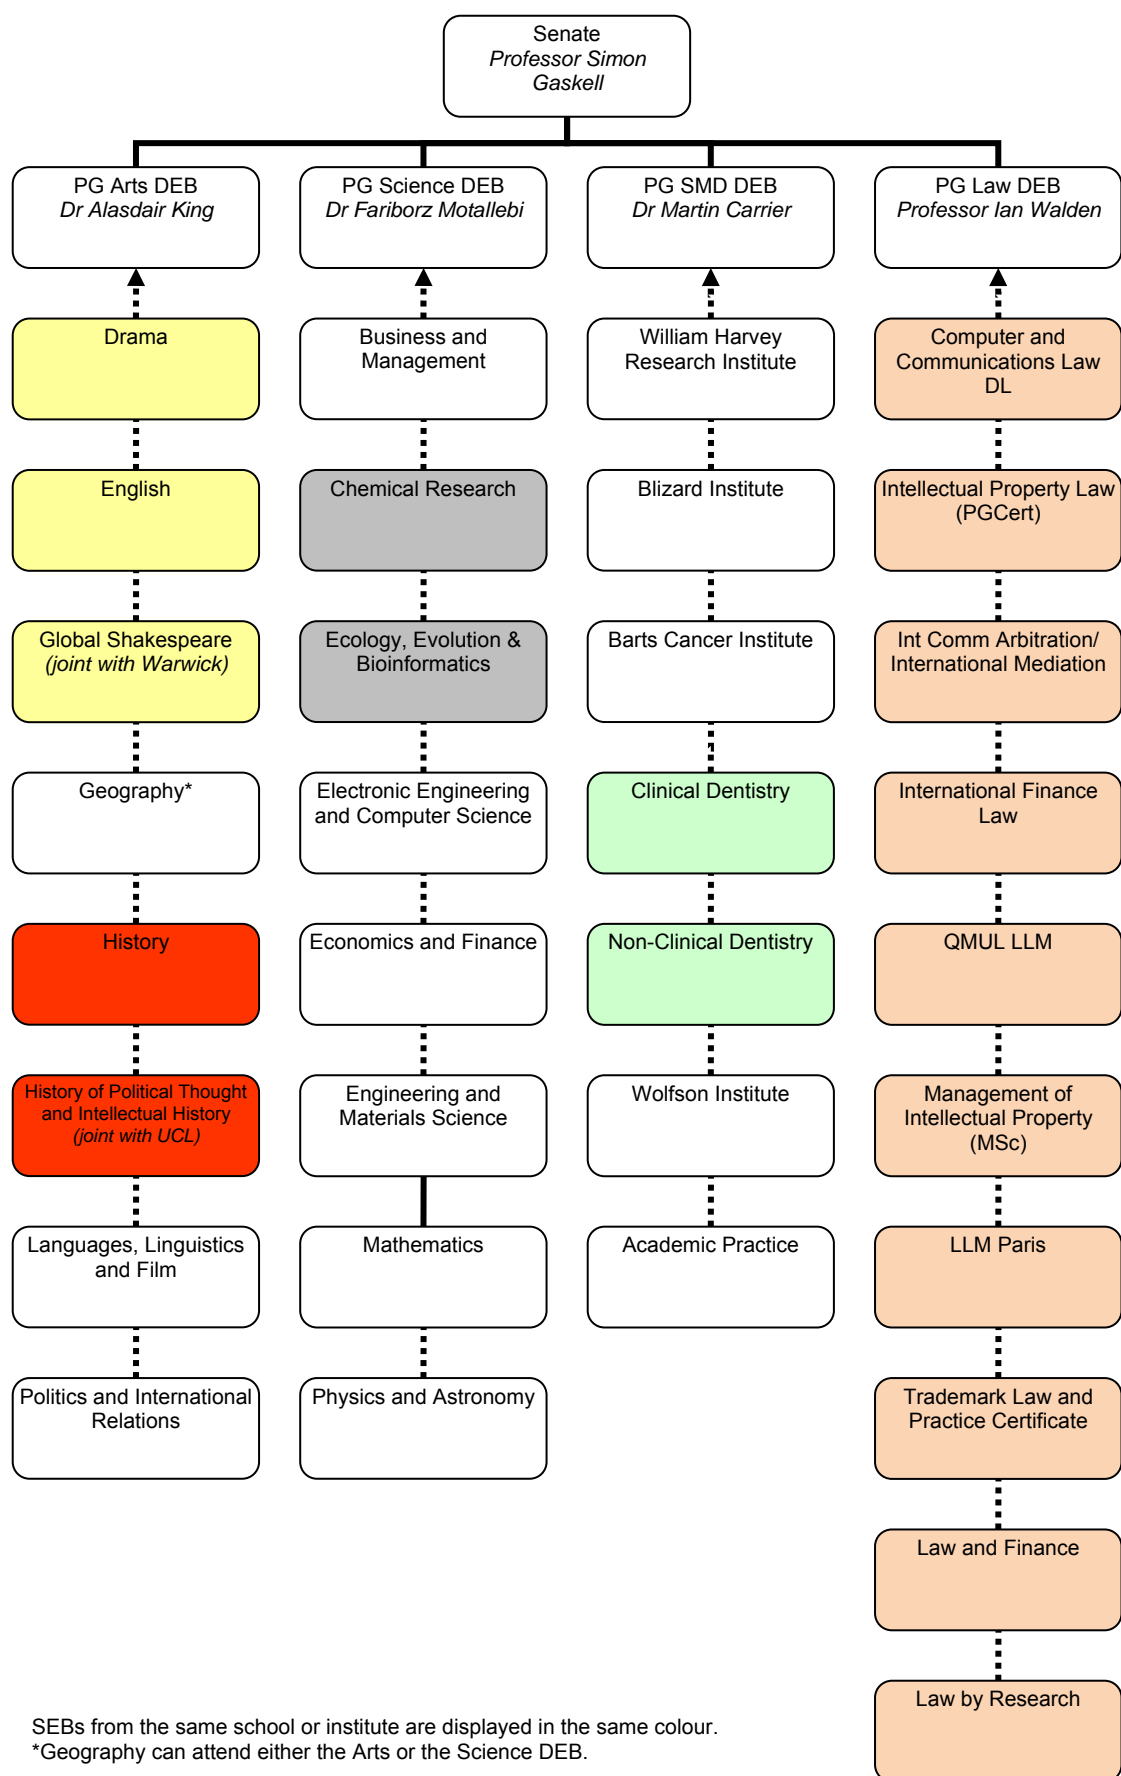 Senate
Professor Simon
Gaskell
PG Arts DEB
Dr Alasdair King
PG Science DEB
Dr Fariborz Motallebi
PG SMD DEB
Dr Martin Carrier
PG Law DEB
Professor Ian Walden
Drama
Business and
Management
William Harvey
Research Institute
Computer and
Communications Law
DL
English
Chemical Research
Blizard Institute
Intellectual Property Law
(PGCert)
Global Shakespeare
(joint with Warwick)
Ecology, Evolution &
Bioinformatics
Barts Cancer Institute
Int Comm Arbitration/
International Mediation
Geography*
Electronic Engineering
and Computer Science
Clinical Dentistry
International Finance
Law
History
Economics and Finance
Non-Clinical Dentistry
QMUL LLM
History of Political Thought
and Intellectual History
(joint with UCL)
Engineering and
Materials Science
Wolfson Institute
Management of
Intellectual Property
(MSc)
Languages, Linguistics
and Film
Mathematics
Academic Practice
LLM Paris
Politics and International
Relations
Physics and Astronomy
Trademark Law and
Practice Certificate
Law and Finance
Law by Research
SEBs from the same school or institute are displayed in the same colour.
*Geography can attend either the Arts or the Science DEB.